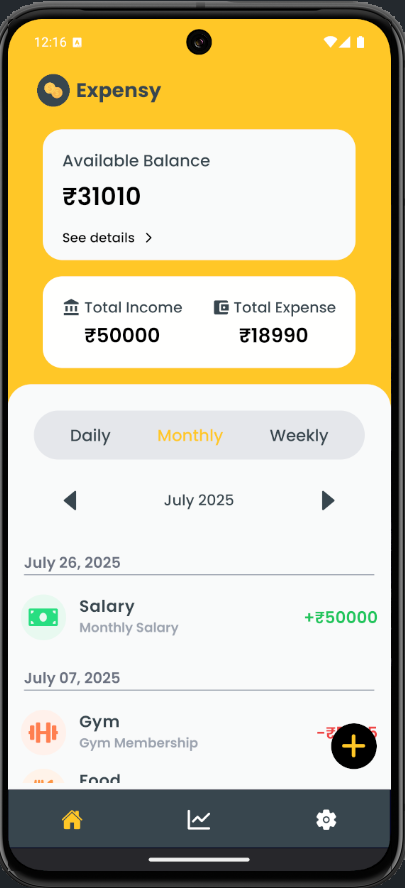 12:16 A
Expensy
Available Balance
₹31010
See details
Total Income Total Expense
₹50000 ₹18990
Daily Monthly Weekly
July 2025
July 26, 2025
Salary +₹50000
Monthly Salary
July 07, 2025
Gym
Gym Membership
Food